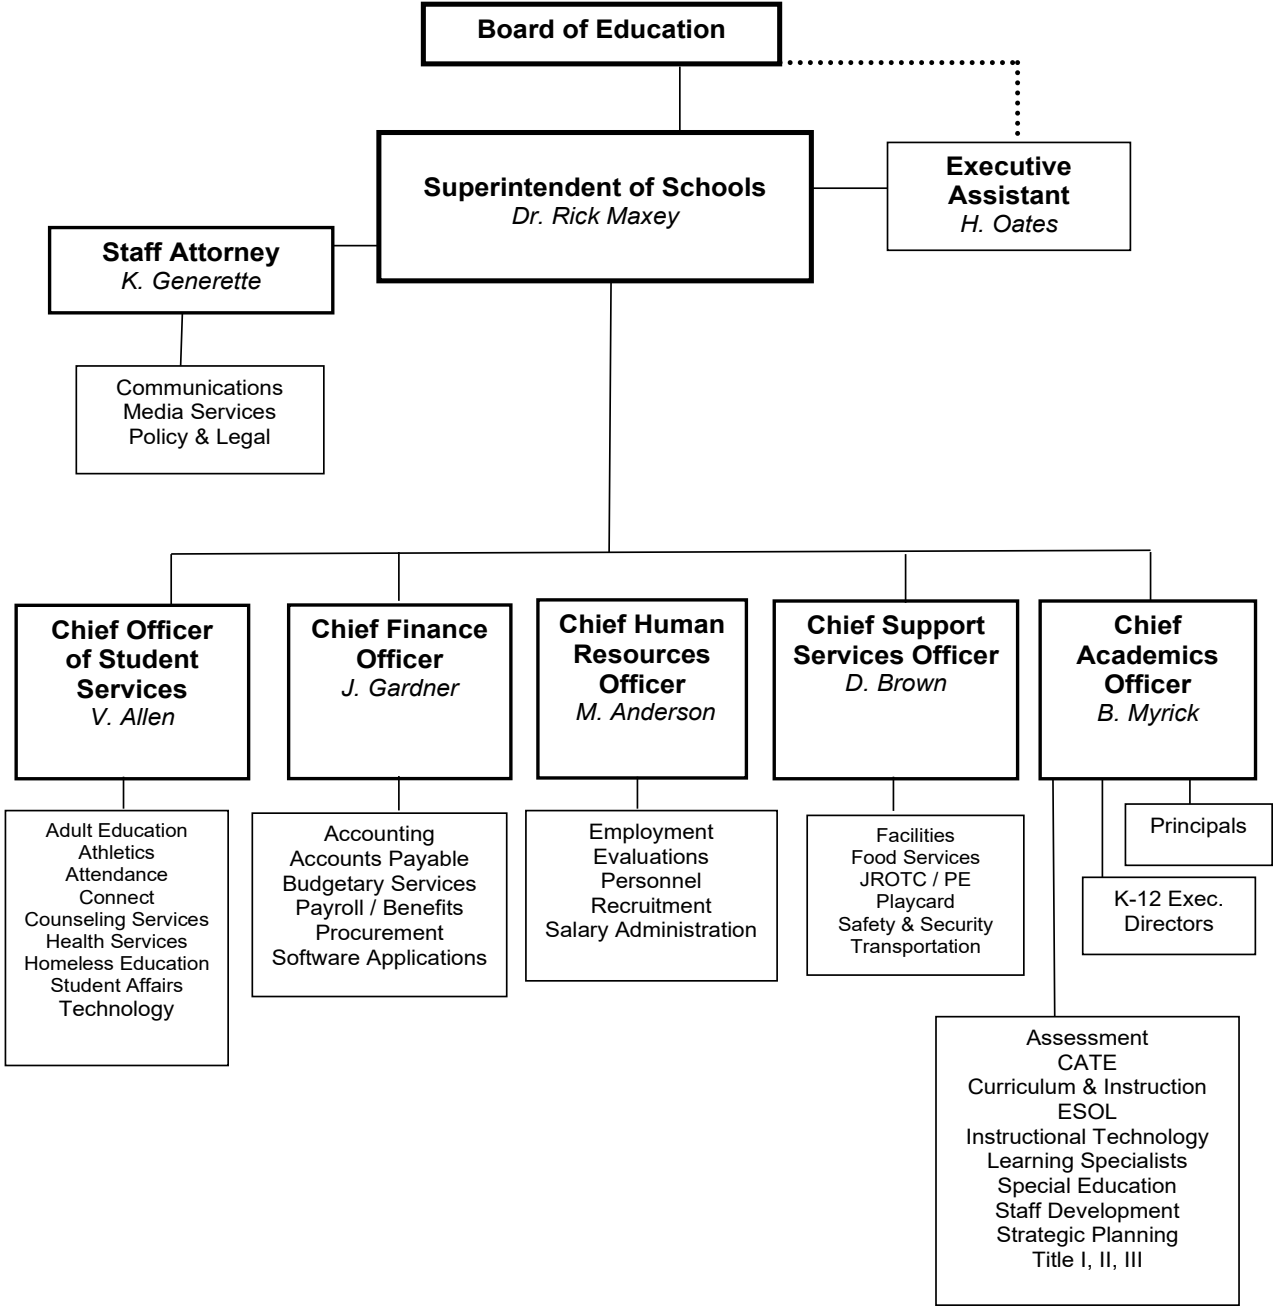 Board of Education
Superintendent of Schools
Dr. Rick Maxey
Executive
Assistant
H. Oates
Staff Attorney
K. Generette
Communications
Media Services
Policy & Legal
Chief Officer
of Student
Services
V. Allen
Chief Finance
Officer
J. Gardner
Chief Human
Resources
Officer
M. Anderson
Chief Support
Services Officer
D. Brown
Chief
Academics
Officer
B. Myrick
Adult Education
Athletics
Attendance
Connect
Counseling Services
Health Services
Homeless Education
Student Affairs
Technology
Accounting
Accounts Payable
Budgetary Services
Payroll / Benefits
Procurement
Software Applications
Employment
Evaluations
Personnel
Recruitment
Salary Administration
Facilities
Food Services
JROTC / PE
Playcard
Safety & Security
Transportation
Principals
K-12 Exec.
Directors
Assessment
CATE
Curriculum & Instruction
ESOL
Instructional Technology
Learning Specialists
Special Education
Staff Development
Strategic Planning
Title I, II, III